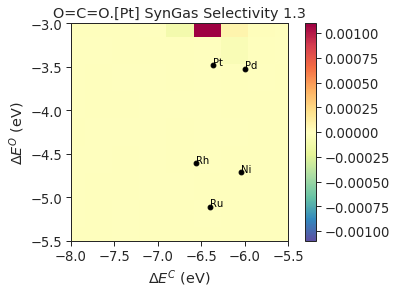 O=C=O.[Pt] SynGas Selectivity 1.3
−3.0
−3.5
−4.0
−4.5
−5.0
−5.5
ΔE^O (eV)
Pt
Pd
Rh
Ni
Ru
−8.0 −7.5 −7.0 −6.5 −6.0 −5.5
ΔE^C (eV)
0.00100
0.00075
0.00050
0.00025
0.00000
−0.00025
−0.00050
−0.00075
−0.00100